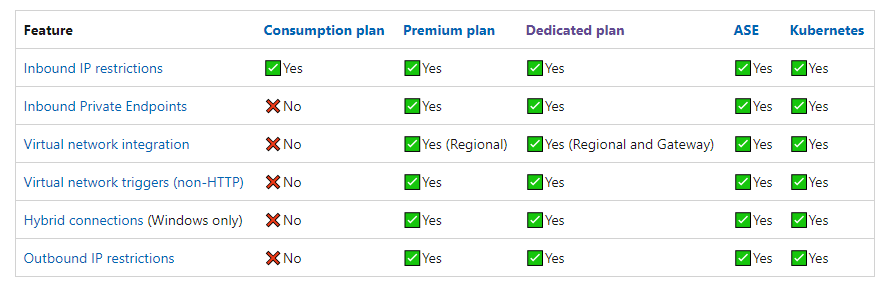 Feature Consumption plan Premium plan Dedicated plan ASE Kubernetes
Inbound IP restrictions ✅Yes ✅Yes ✅Yes ✅Yes ✅Yes
Inbound Private Endpoints ❌No ✅Yes ✅Yes ✅Yes ✅Yes
Virtual network integration ❌No ✅Yes (Regional) ✅Yes (Regional and Gateway) ✅Yes ✅Yes
Virtual network triggers (non-HTTP) ❌No ✅Yes ✅Yes ✅Yes ✅Yes
Hybrid connections (Windows only) ❌No ✅Yes ✅Yes ✅Yes ✅Yes
Outbound IP restrictions ❌No ✅Yes ✅Yes ✅Yes ✅Yes